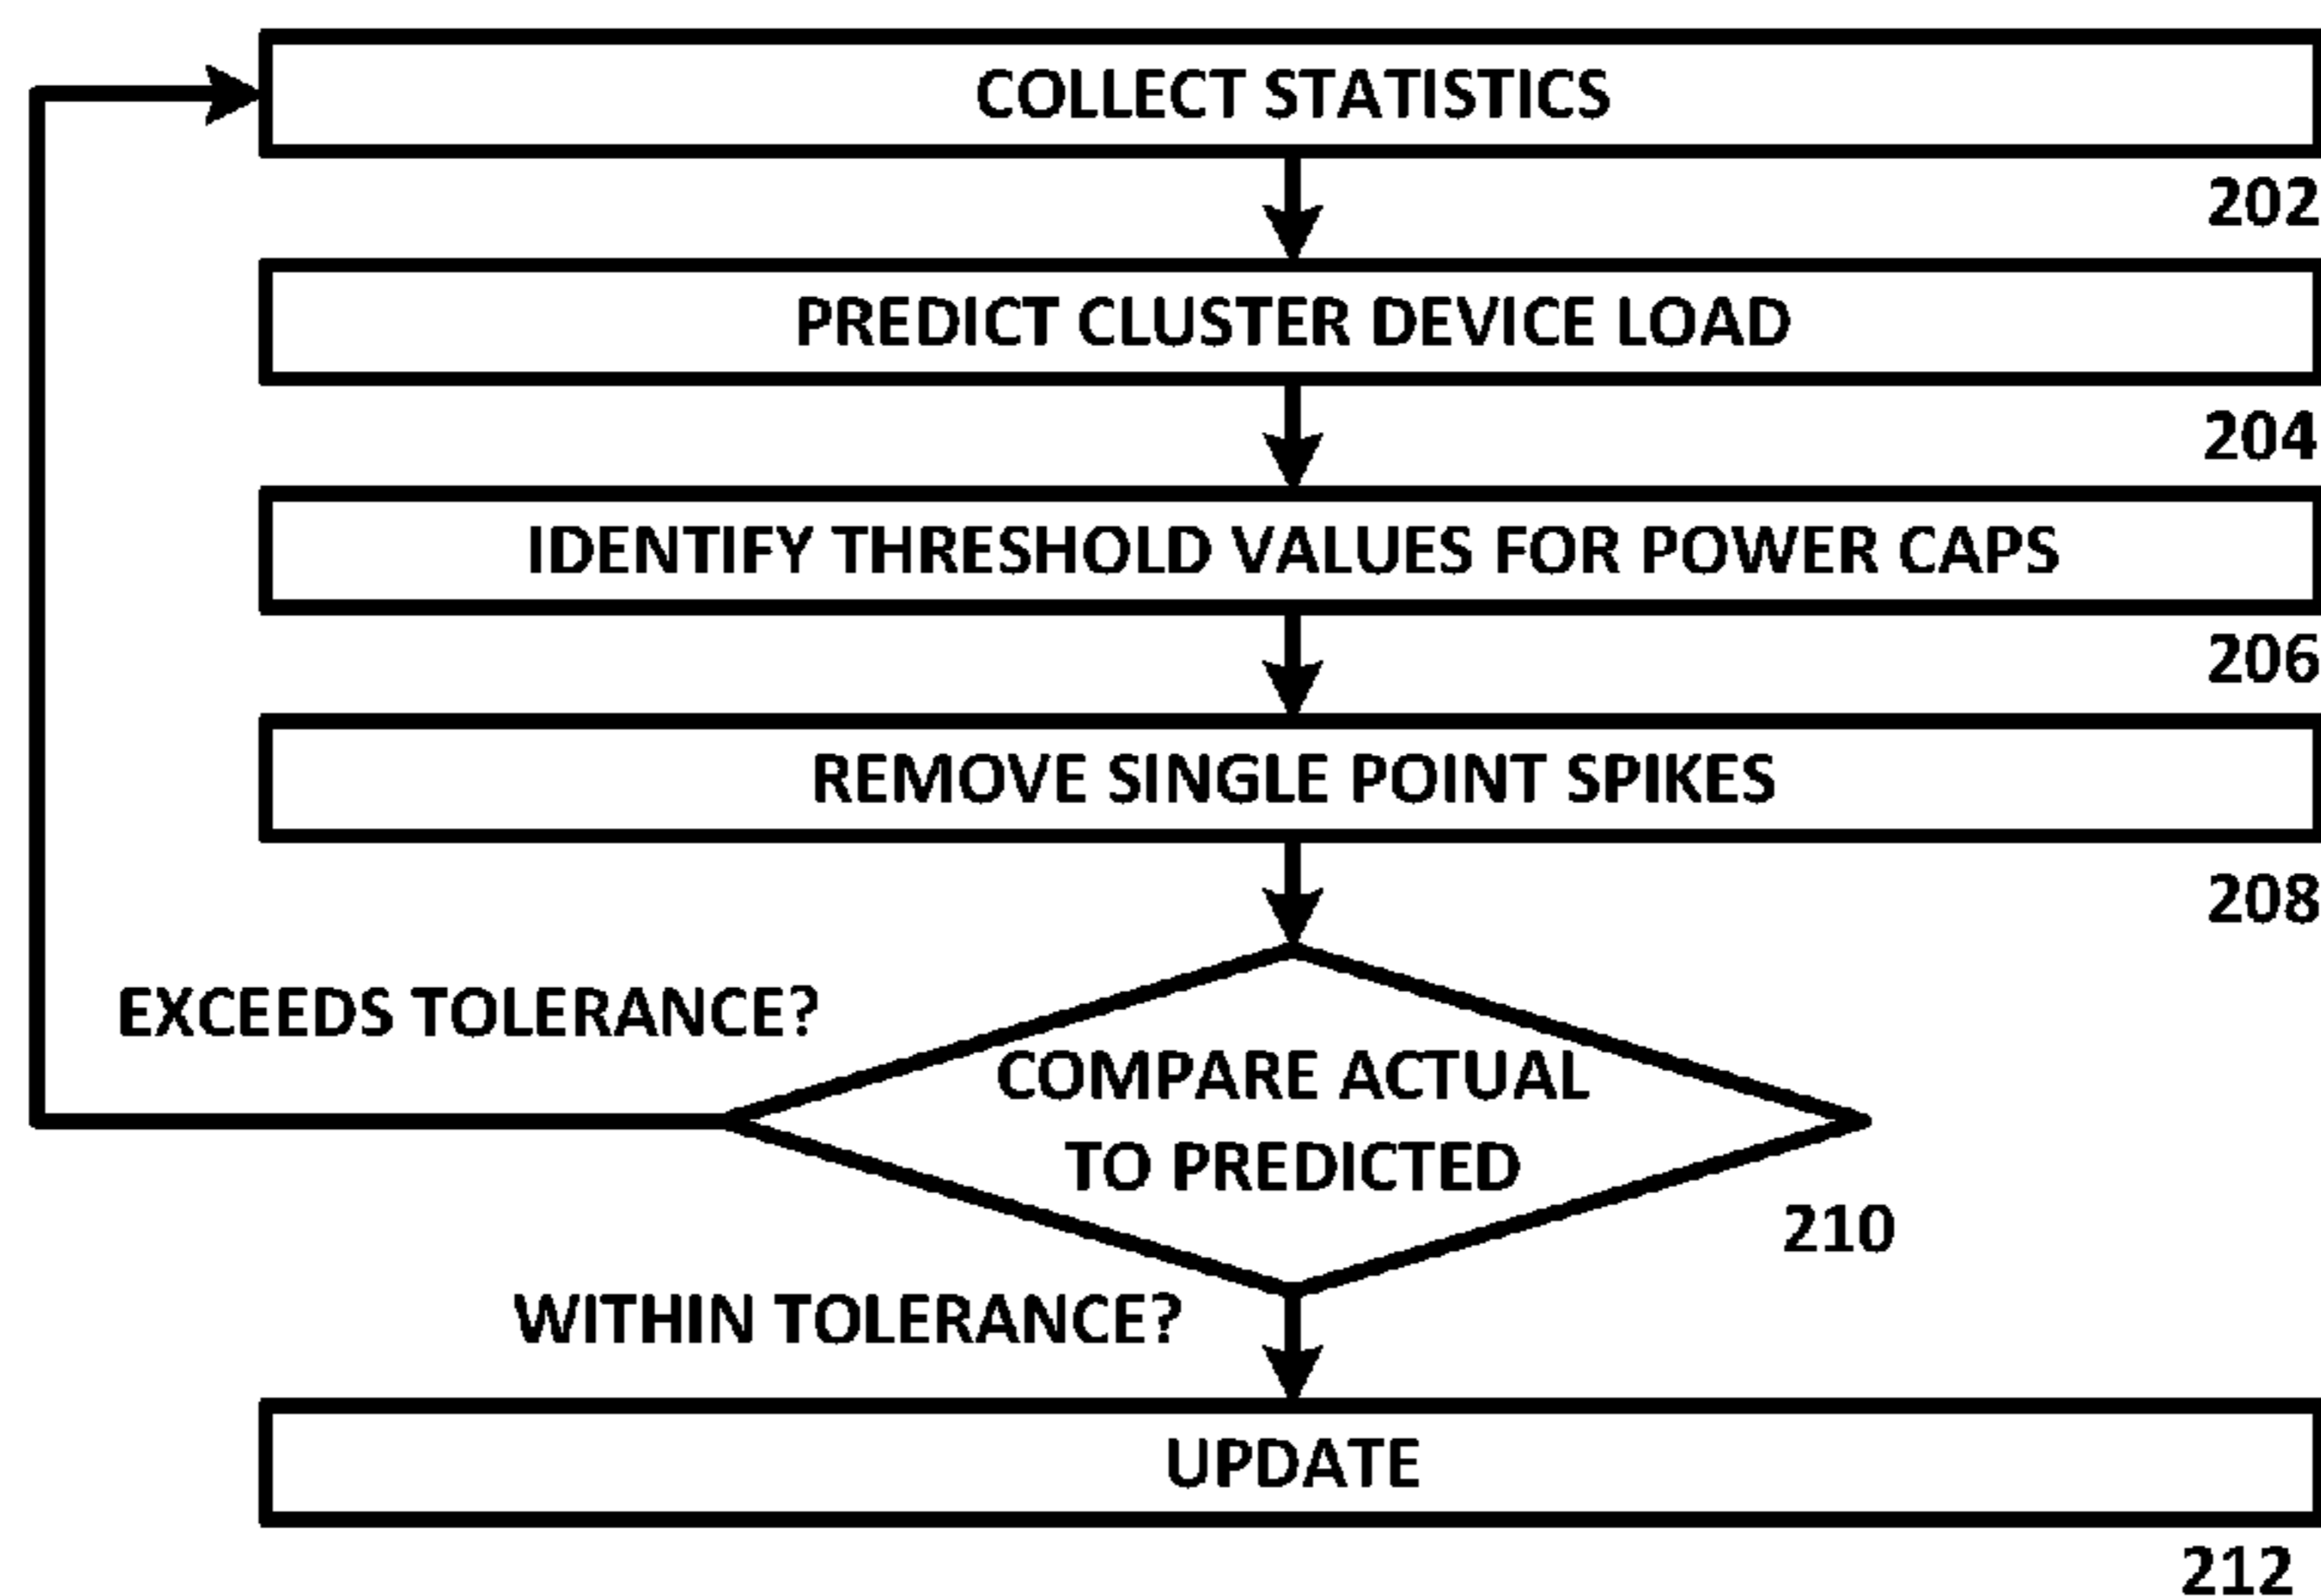 COLLECT STATISTICS
202
PREDICT CLUSTER DEVICE LOAD
204
IDENTIFY THRESHOLD VALUES FOR POWER CAPS
206
REMOVE SINGLE POINT SPIKES
208
EXCEEDS TOLERANCE?
COMPARE ACTUAL
TO PREDICTED
210
WITHIN TOLERANCE?
UPDATE
212